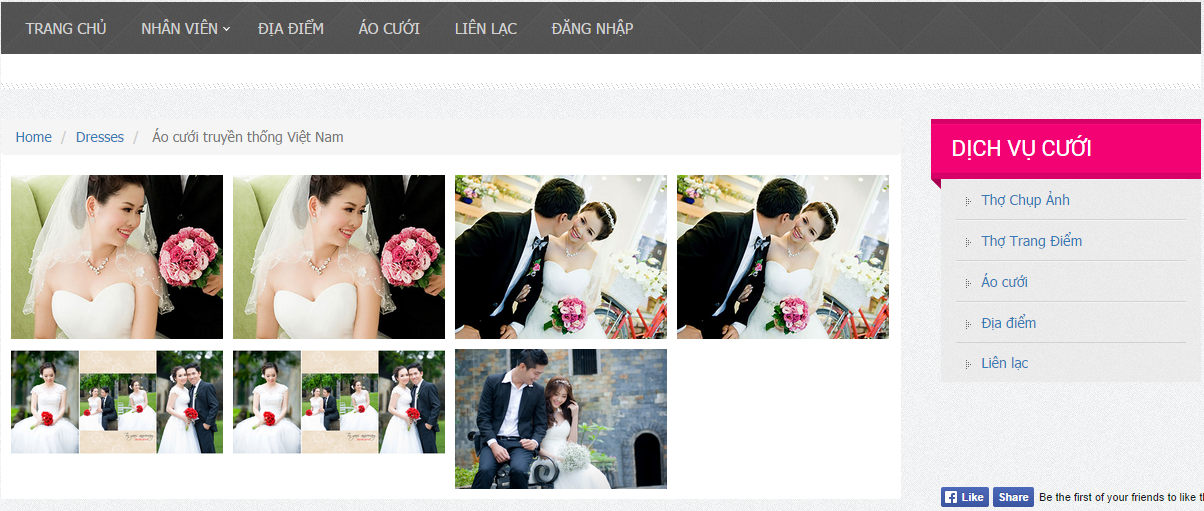 TRANG CHỦ NHÂN VIÊN ĐỊA ĐIỂM ÁO CƯỚI LIÊN LẠC ĐĂNG NHẬP
Home / Dresses / Áo cưới truyền thống Việt Nam
DỊCH VỤ CƯỚI
Thợ Chụp Ảnh
Thợ Trang Điểm
Áo cưới
Địa điểm
Liên lạc
Like Share Be the first of your friends to like th